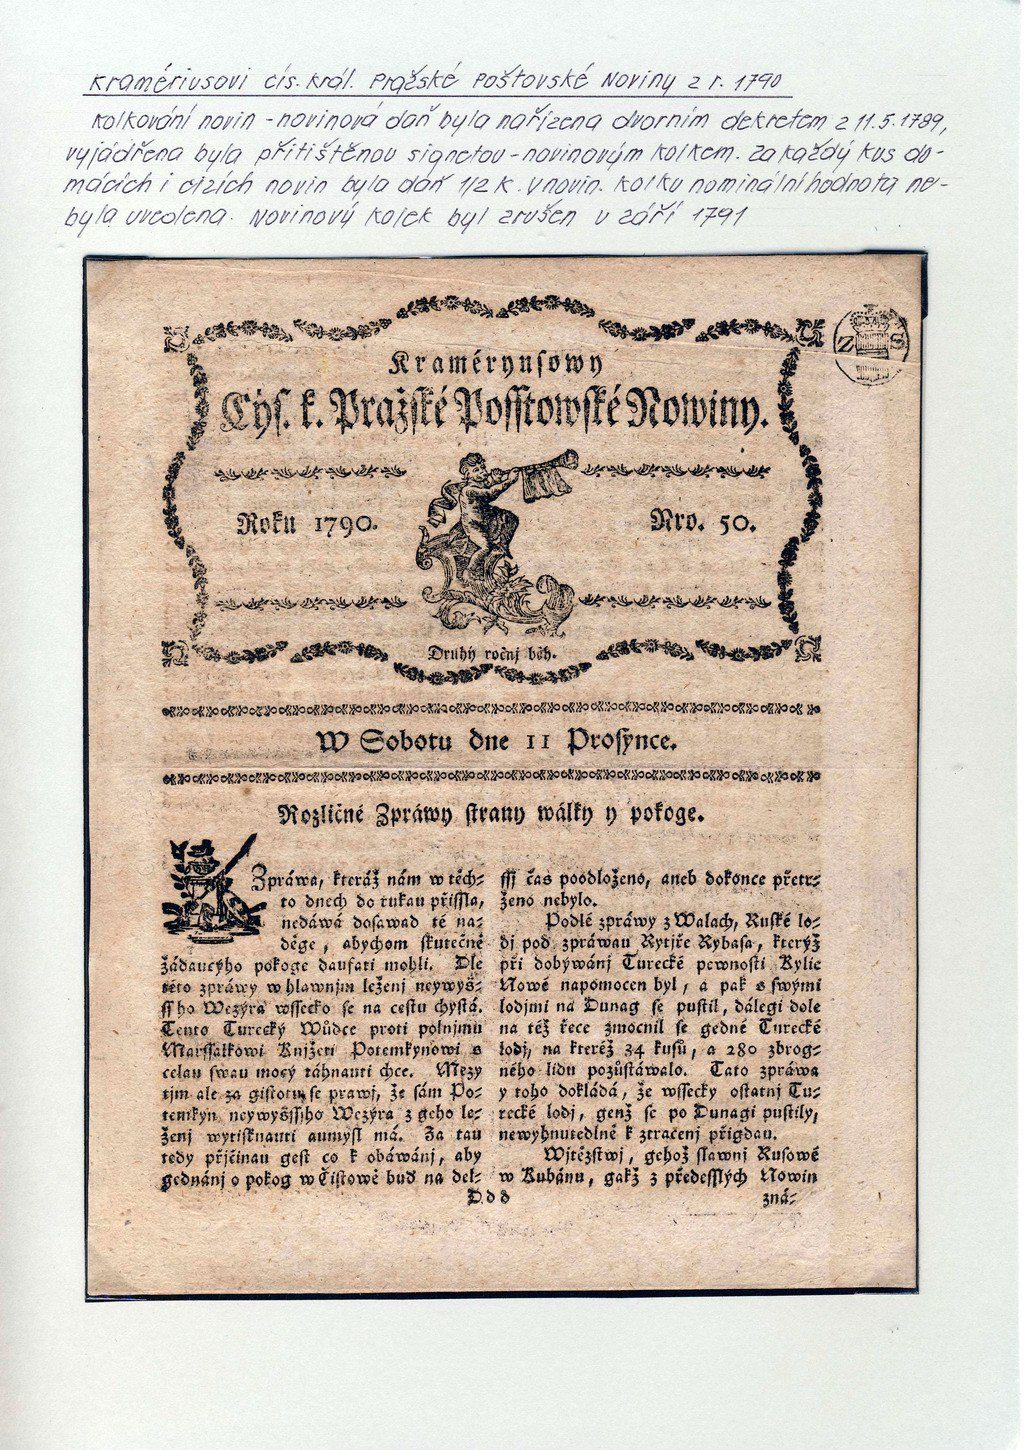 Kramériusovi cís. král. Pražské Poštovské Noviny z r. 1790
Kolkování novin - novinová daň byla nařízena dvorním dekretem z 11.5.1789,
vyjádřena byla přitištěnou signetou - novinovým kolkem. Za každý kus do-
mácích i cizích novin byla daň 1/2 K. V novin. kolku nominální hodnota ne-
byla uvedena. Novinový kolek byl zrušen v září 1791
Z S
Kraméryusowy
Cýs. k. Pražské Posstowské Nowiny.
Roku 1790.
Nro. 50.
Druhý ročnj běh.
W Sobotu dne 11 Prosynce.
Rozličné Zpráwy strany wálky y pokoge.
Zpráwa, kteráž nám w těch-
to dnech do rukau přissla,
nedáwá dosawad té na-
děge, abychom skutečně
žádaucýho pokoge daufati mohli. Dle
této zpráwy w hlawnjm leženj neywyš-
ssjho Wezýra wssecko se na cestu chystá.
Tento Turecký Wůdce proti polnjmu
Marssálkowi Knjžeti Potemkynowi s
celau swau mocý táhnauti chce. Mezy
tjm ale za gistotu se prawj, že sám Po-
temkyn neywyšssjho Wezýra z geho le-
ženj wytisknauti aumysl má. Za tau
tedy přjčinau gest co k obáwánj, aby
gednánj o pokog w Čistowě buď na del-
D d d
ssj čas poodloženo, aneb dokonce přetr-
ženo nebylo.
Podlé zpráwy z Walach, Ruské lo-
dj pod zpráwau Rytjře Rybasa, kterýž
při dobýwánj Turecké pewnosti Kylie
Nowé napomocen byl, a pak s swými
lodjmi na Dunag se pustil, dálegi dole
na též řece zmocnil se gedné Turecké
lodj, na kteréž 34 kusů, a 280 zbrog-
ného lidu pozůstáwalo. Tato zpráwa
y toho dokládá, že wssecky ostatnj Tu-
recké lodj, genž se po Dunagi pustily,
newyhnutedlně k ztracenj přigdau.
Wjtězstwj, gehož slawnj Rusowé
w Kubánu, gakž z předesslých Nowin
zná-